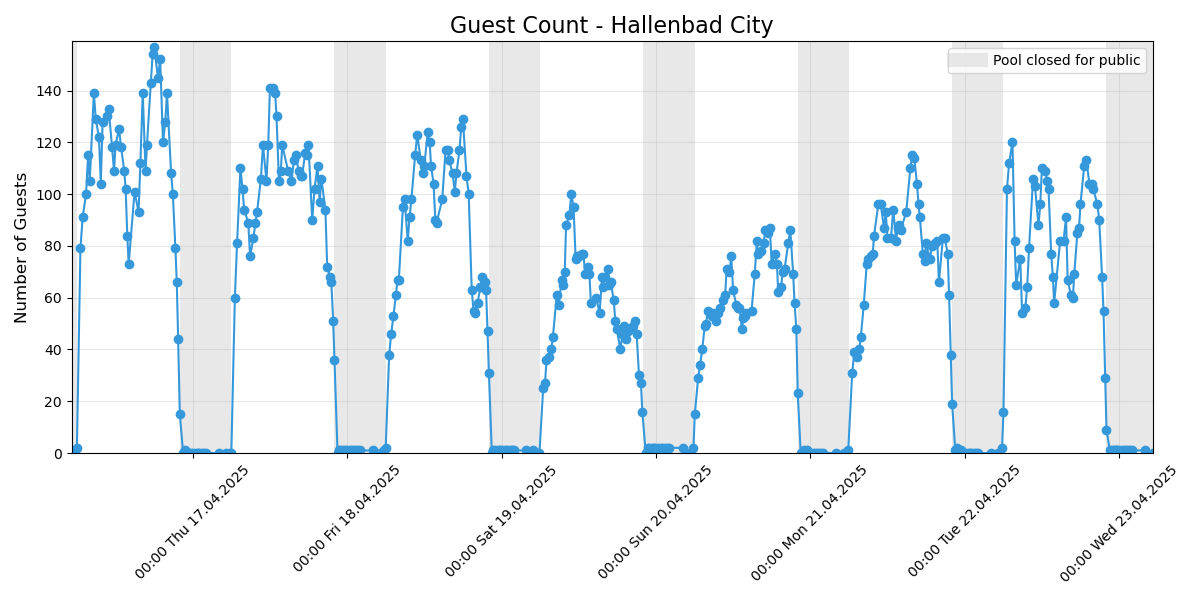 Guest Count - Hallenbad City
Pool closed for public
Number of Guests
140
120
100
80
60
40
20
0
00:00 Thu 17.04.2025
00:00 Fri 18.04.2025
00:00 Sat 19.04.2025
00:00 Sun 20.04.2025
00:00 Mon 21.04.2025
00:00 Tue 22.04.2025
00:00 Wed 23.04.2025